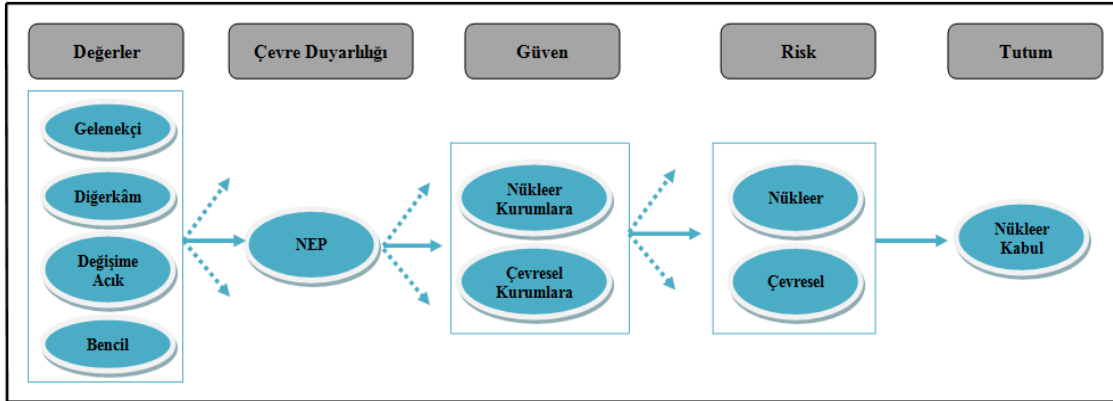 Değerler
Çevre Duyarlılığı
Güven
Risk
Tutum
Gelenekçi
Diğerkâm
Değişime
Açık
Bencil
NEP
Nükleer
Kurumlara
Çevresel
Kurumlara
Nükleer
Çevresel
Nükleer
Kabul